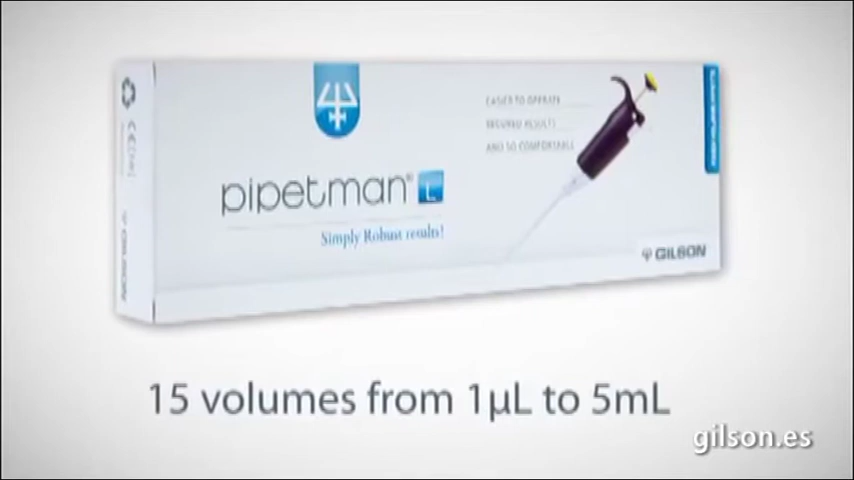 EASIER TO OPERATE
SECURED RESULTS
AND SO COMFORTABLE
pipetman® L
Simply Robust results!
GILSON
GILSON
15 volumes from 1µL to 5mL
gilson.es